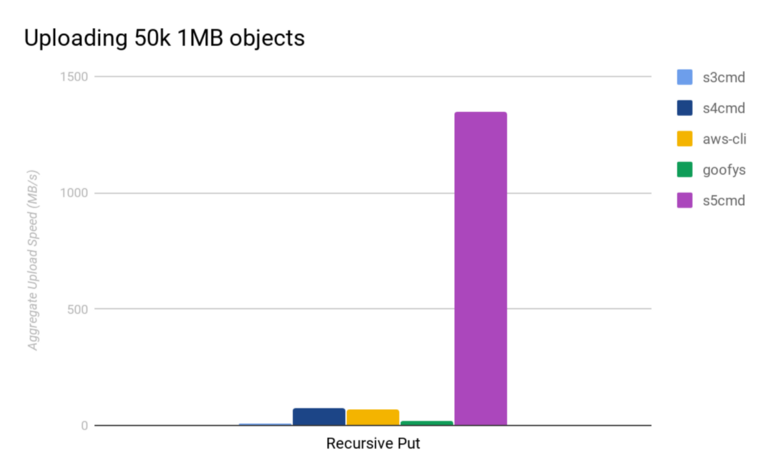 Uploading 50k 1MB objects
Aggregate Upload Speed (MB/s)
1500
1000
500
0
Recursive Put
s3cmd
s4cmd
aws-cli
goofys
s5cmd